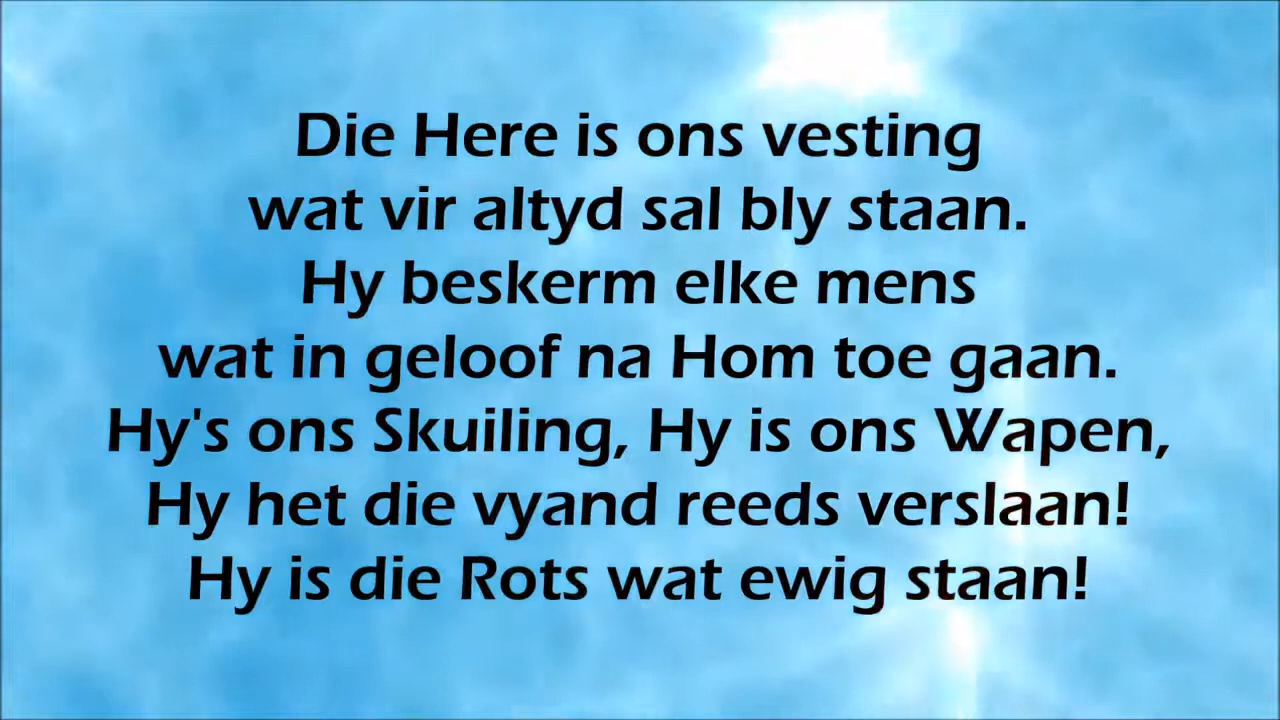 Die Here is ons vesting
wat vir altyd sal bly staan.
Hy beskerm elke mens
wat in geloof na Hom toe gaan.
Hy's ons Skuiling, Hy is ons Wapen,
Hy het die vyand reeds verslaan!
Hy is die Rots wat ewig staan!